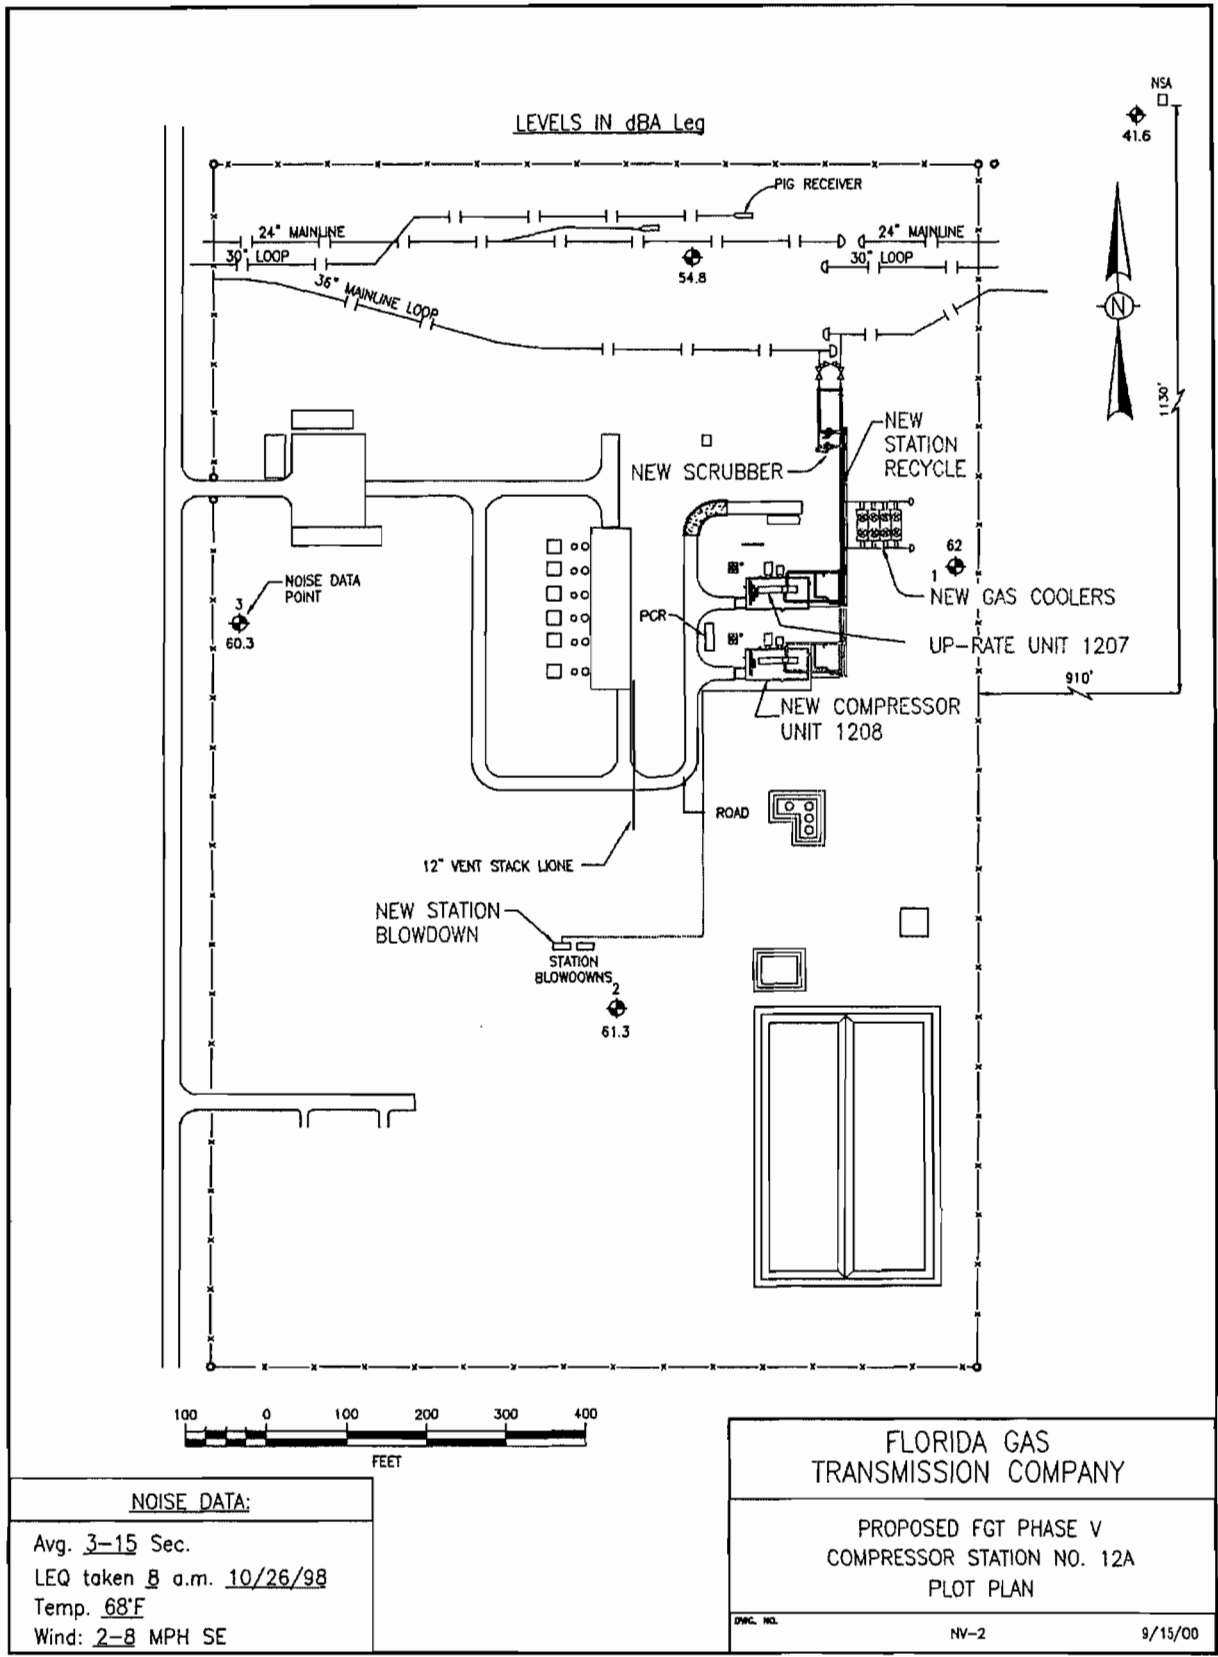 NSA
41.6
LEVELS IN dBA Leq
PIG RECEIVER
24" MAINLINE
24" MAINLINE
30" LOOP
30" LOOP
54.8
36" MAINLINE LOOP
N
1130'
NEW
STATION
RECYCLE
NEW SCRUBBER
62
1
NOISE DATA
POINT
NEW GAS COOLERS
3
60.3
PCR
UP-RATE UNIT 1207
910'
NEW COMPRESSOR
UNIT 1208
ROAD
12" VENT STACK LIONE
NEW STATION
BLOWDOWN
STATION
BLOWDOWNS
2
61.3
100 0 100 200 300 400
FEET
FLORIDA GAS
TRANSMISSION COMPANY
NOISE DATA:
Avg. 3-15 Sec.
LEQ taken 8 a.m. 10/26/98
Temp. 68°F
Wind: 2-8 MPH SE
PROPOSED FGT PHASE V
COMPRESSOR STATION NO. 12A
PLOT PLAN
DWG. NO.
NV-2
9/15/00